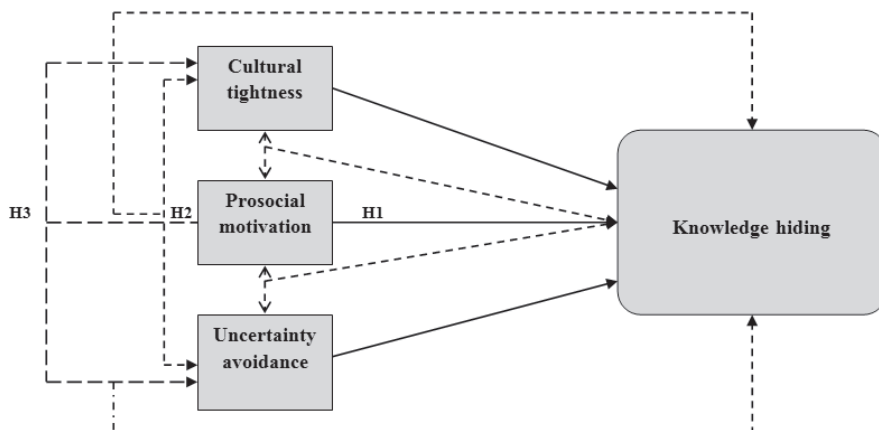 Cultural
tightness
H3
H2
Prosocial
motivation
H1
Knowledge hiding
Uncertainty
avoidance